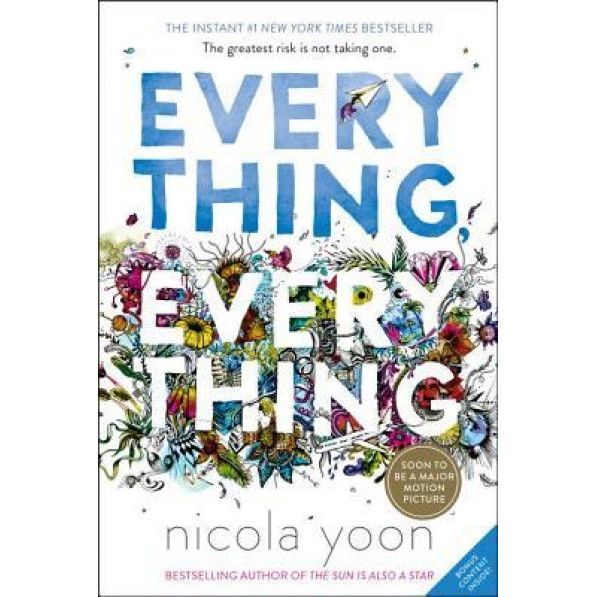 THE INSTANT #1 NEW YORK TIMES BESTSELLER
The greatest risk is not taking one.
EVERY
THING,
EVERY
THING
SOON TO
BE A MAJOR
MOTION
PICTURE
nicola yoon
BESTSELLING AUTHOR OF THE SUN IS ALSO A STAR
BONUS
CONTENT
INSIDE!